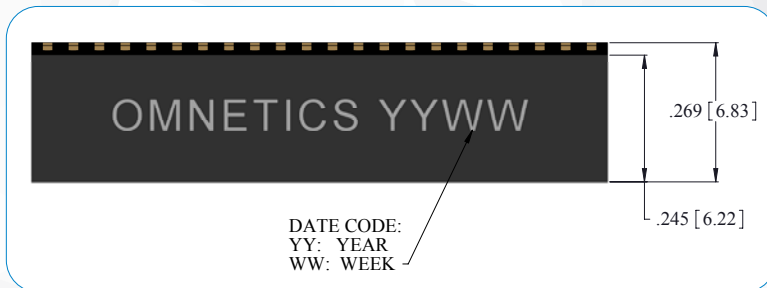 OMNETICS YYWW
.269 [6.83]
.245 [6.22]
DATE CODE:
YY: YEAR
WW: WEEK